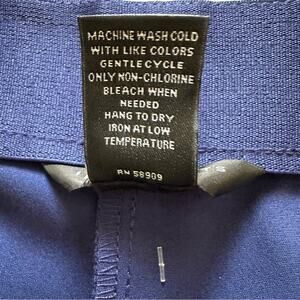 MACHINE WASH COLD
WITH LIKE COLORS
GENTLE CYCLE
ONLY NON-CHLORINE
BLEACH WHEN
NEEDED
HANG TO DRY
IRON AT LOW
TEMPERATURE
RN 58909